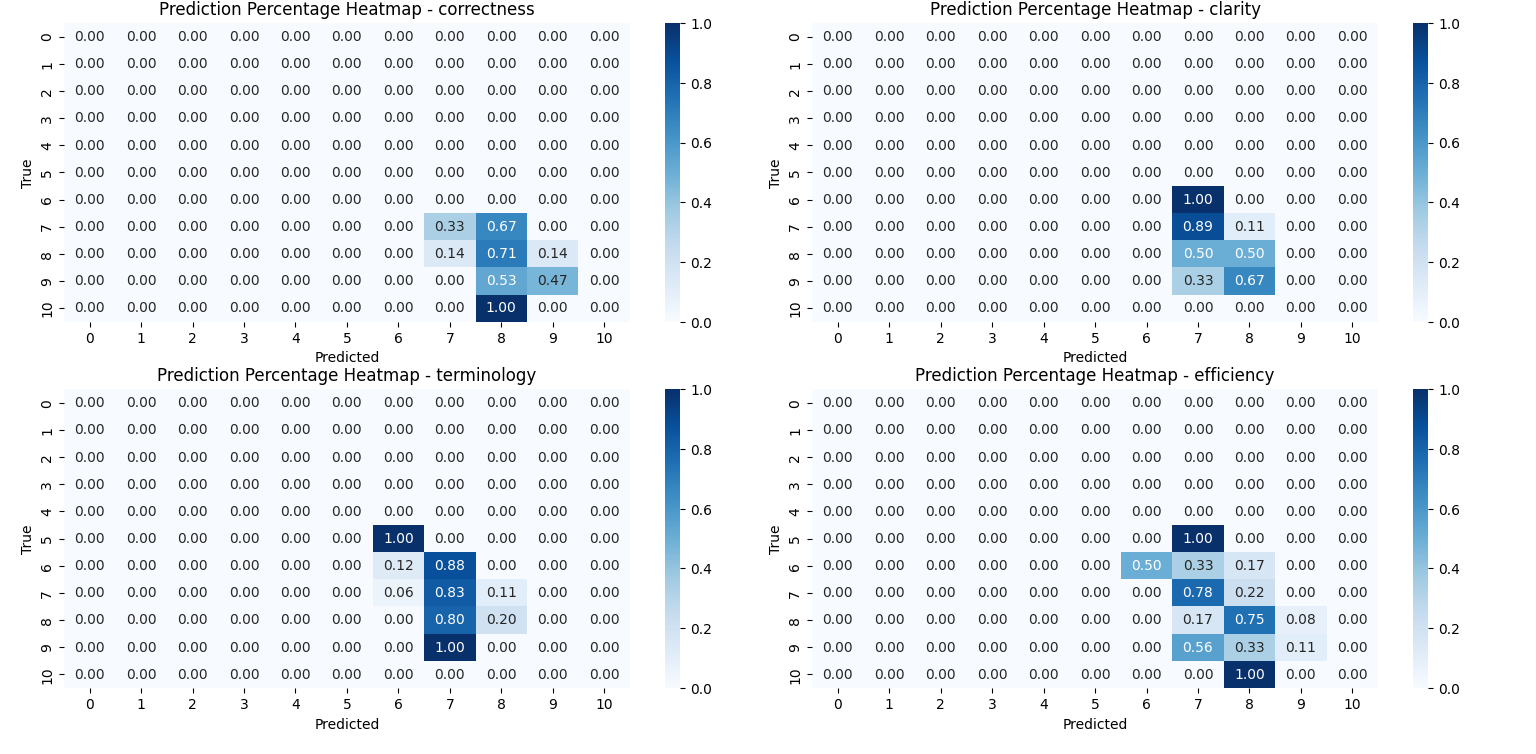 Prediction Percentage Heatmap - correctness
True
0 0.00 0.00 0.00 0.00 0.00 0.00 0.00 0.00 0.00 0.00 0.00
1 0.00 0.00 0.00 0.00 0.00 0.00 0.00 0.00 0.00 0.00 0.00
2 0.00 0.00 0.00 0.00 0.00 0.00 0.00 0.00 0.00 0.00 0.00
3 0.00 0.00 0.00 0.00 0.00 0.00 0.00 0.00 0.00 0.00 0.00
4 0.00 0.00 0.00 0.00 0.00 0.00 0.00 0.00 0.00 0.00 0.00
5 0.00 0.00 0.00 0.00 0.00 0.00 0.00 0.00 0.00 0.00 0.00
6 0.00 0.00 0.00 0.00 0.00 0.00 0.00 0.00 0.00 0.00 0.00
7 0.00 0.00 0.00 0.00 0.00 0.00 0.00 0.33 0.67 0.00 0.00
8 0.00 0.00 0.00 0.00 0.00 0.00 0.00 0.14 0.71 0.14 0.00
9 0.00 0.00 0.00 0.00 0.00 0.00 0.00 0.00 0.53 0.47 0.00
10 0.00 0.00 0.00 0.00 0.00 0.00 0.00 0.00 1.00 0.00 0.00
0 1 2 3 4 5 6 7 8 9 10
Predicted
1.0
0.8
0.6
0.4
0.2
0.0
Prediction Percentage Heatmap - clarity
True
0 0.00 0.00 0.00 0.00 0.00 0.00 0.00 0.00 0.00 0.00 0.00
1 0.00 0.00 0.00 0.00 0.00 0.00 0.00 0.00 0.00 0.00 0.00
2 0.00 0.00 0.00 0.00 0.00 0.00 0.00 0.00 0.00 0.00 0.00
3 0.00 0.00 0.00 0.00 0.00 0.00 0.00 0.00 0.00 0.00 0.00
4 0.00 0.00 0.00 0.00 0.00 0.00 0.00 0.00 0.00 0.00 0.00
5 0.00 0.00 0.00 0.00 0.00 0.00 0.00 0.00 0.00 0.00 0.00
6 0.00 0.00 0.00 0.00 0.00 0.00 0.00 1.00 0.00 0.00 0.00
7 0.00 0.00 0.00 0.00 0.00 0.00 0.00 0.89 0.11 0.00 0.00
8 0.00 0.00 0.00 0.00 0.00 0.00 0.00 0.50 0.50 0.00 0.00
9 0.00 0.00 0.00 0.00 0.00 0.00 0.00 0.33 0.67 0.00 0.00
10 0.00 0.00 0.00 0.00 0.00 0.00 0.00 0.00 0.00 0.00 0.00
0 1 2 3 4 5 6 7 8 9 10
Predicted
1.0
0.8
0.6
0.4
0.2
0.0
Prediction Percentage Heatmap - terminology
True
0 0.00 0.00 0.00 0.00 0.00 0.00 0.00 0.00 0.00 0.00 0.00
1 0.00 0.00 0.00 0.00 0.00 0.00 0.00 0.00 0.00 0.00 0.00
2 0.00 0.00 0.00 0.00 0.00 0.00 0.00 0.00 0.00 0.00 0.00
3 0.00 0.00 0.00 0.00 0.00 0.00 0.00 0.00 0.00 0.00 0.00
4 0.00 0.00 0.00 0.00 0.00 0.00 0.00 0.00 0.00 0.00 0.00
5 0.00 0.00 0.00 0.00 0.00 0.00 1.00 0.00 0.00 0.00 0.00
6 0.00 0.00 0.00 0.00 0.00 0.00 0.12 0.88 0.00 0.00 0.00
7 0.00 0.00 0.00 0.00 0.00 0.00 0.06 0.83 0.11 0.00 0.00
8 0.00 0.00 0.00 0.00 0.00 0.00 0.00 0.80 0.20 0.00 0.00
9 0.00 0.00 0.00 0.00 0.00 0.00 0.00 1.00 0.00 0.00 0.00
10 0.00 0.00 0.00 0.00 0.00 0.00 0.00 0.00 0.00 0.00 0.00
0 1 2 3 4 5 6 7 8 9 10
Predicted
1.0
0.8
0.6
0.4
0.2
0.0
Prediction Percentage Heatmap - efficiency
True
0 0.00 0.00 0.00 0.00 0.00 0.00 0.00 0.00 0.00 0.00 0.00
1 0.00 0.00 0.00 0.00 0.00 0.00 0.00 0.00 0.00 0.00 0.00
2 0.00 0.00 0.00 0.00 0.00 0.00 0.00 0.00 0.00 0.00 0.00
3 0.00 0.00 0.00 0.00 0.00 0.00 0.00 0.00 0.00 0.00 0.00
4 0.00 0.00 0.00 0.00 0.00 0.00 0.00 0.00 0.00 0.00 0.00
5 0.00 0.00 0.00 0.00 0.00 0.00 0.00 1.00 0.00 0.00 0.00
6 0.00 0.00 0.00 0.00 0.00 0.00 0.50 0.33 0.17 0.00 0.00
7 0.00 0.00 0.00 0.00 0.00 0.00 0.00 0.78 0.22 0.00 0.00
8 0.00 0.00 0.00 0.00 0.00 0.00 0.00 0.17 0.75 0.08 0.00
9 0.00 0.00 0.00 0.00 0.00 0.00 0.00 0.56 0.33 0.11 0.00
10 0.00 0.00 0.00 0.00 0.00 0.00 0.00 0.00 1.00 0.00 0.00
0 1 2 3 4 5 6 7 8 9 10
Predicted
1.0
0.8
0.6
0.4
0.2
0.0